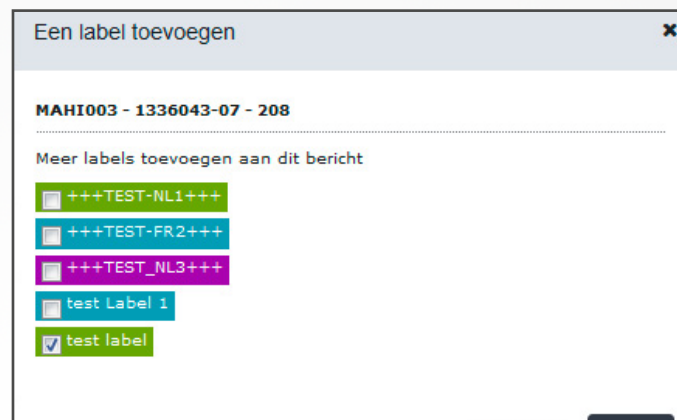 Een label toevoegen
MAHI003 - 1336043-07 - 208
Meer labels toevoegen aan dit bericht
+++TEST-NL1+++
+++TEST-FR2+++
+++TEST_NL3+++
test Label 1
test label